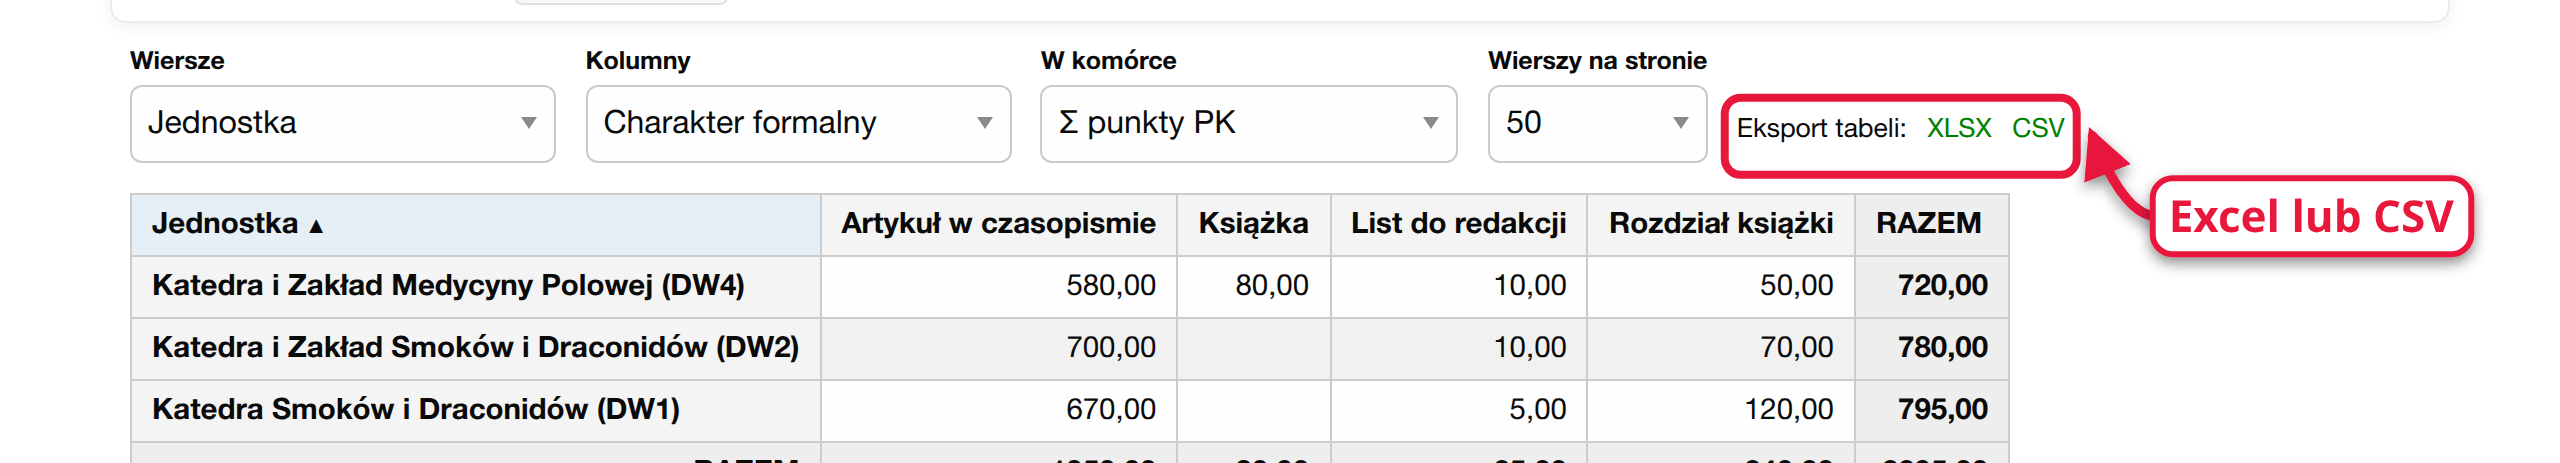 Wiersze Kolumny W komórce Wierszy na stronie
Jednostka Charakter formalny Σ punkty PK 50 Eksport tabeli: XLSX CSV
Excel lub CSV
Jednostka ▲ Artykuł w czasopismie Książka List do redakcji Rozdział książki RAZEM
Katedra i Zakład Medycyny Polowej (DW4) 580,00 80,00 10,00 50,00 720,00
Katedra i Zakład Smoków i Draconidów (DW2) 700,00 10,00 70,00 780,00
Katedra Smoków i Draconidów (DW1) 670,00 5,00 120,00 795,00